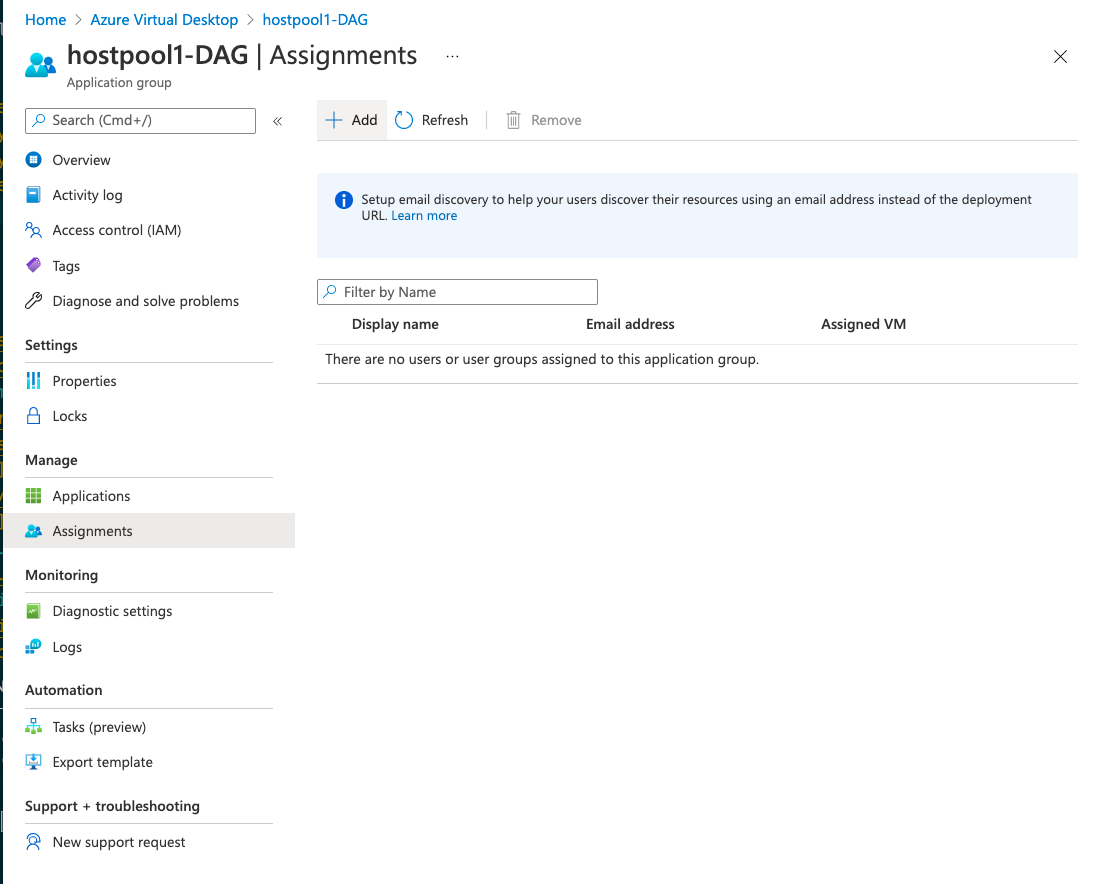 Home > Azure Virtual Desktop > hostpool1-DAG
hostpool1-DAG | Assignments ...
Application group
Search (Cmd+/)
«
Add
Refresh
Remove
Overview
Activity log
Access control (IAM)
Tags
Diagnose and solve problems
Settings
Properties
Locks
Manage
Applications
Assignments
Monitoring
Diagnostic settings
Logs
Automation
Tasks (preview)
Export template
Support + troubleshooting
New support request
Setup email discovery to help your users discover their resources using an email address instead of the deployment
URL. Learn more
Filter by Name
Display name Email address Assigned VM
There are no users or user groups assigned to this application group.